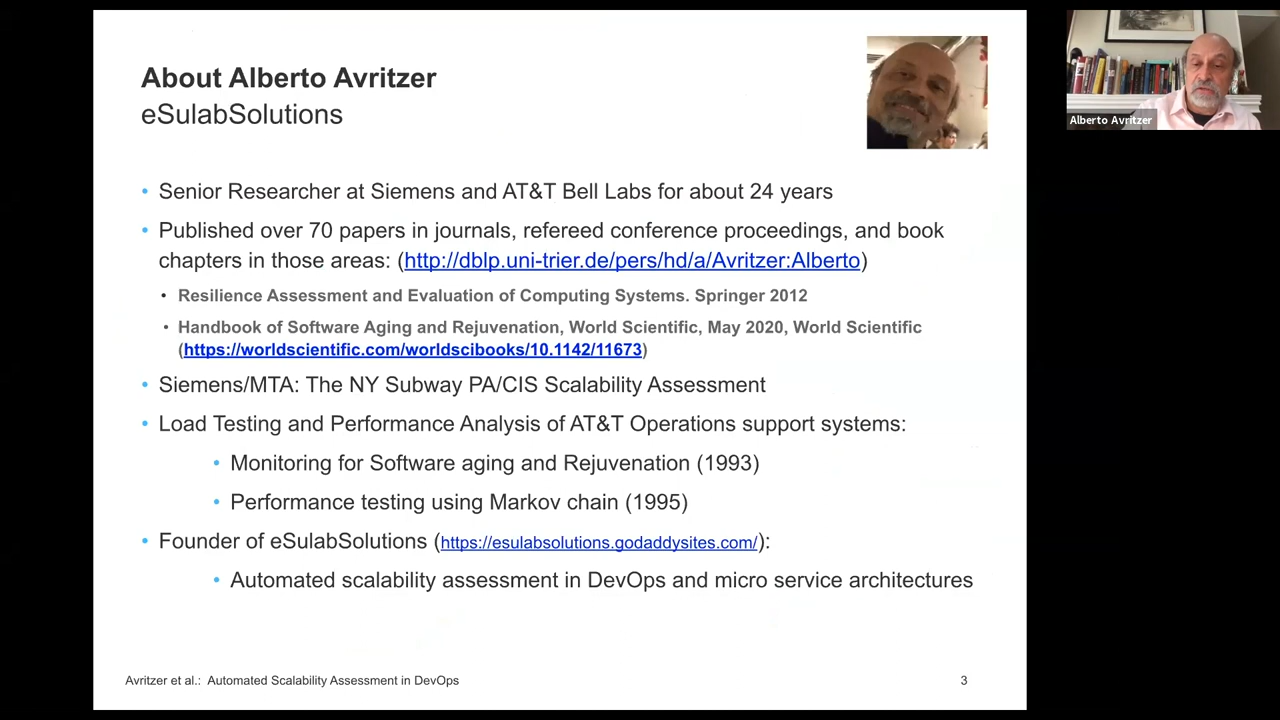 About Alberto Avritzer
eSulabSolutions
• Senior Researcher at Siemens and AT&T Bell Labs for about 24 years
• Published over 70 papers in journals, refereed conference proceedings, and book
chapters in those areas: (http://dblp.uni-trier.de/pers/hd/a/Avritzer:Alberto)
• Resilience Assessment and Evaluation of Computing Systems. Springer 2012
• Handbook of Software Aging and Rejuvenation, World Scientific, May 2020, World Scientific
(https://worldscientific.com/worldscibooks/10.1142/11673)
• Siemens/MTA: The NY Subway PA/CIS Scalability Assessment
• Load Testing and Performance Analysis of AT&T Operations support systems:
• Monitoring for Software aging and Rejuvenation (1993)
• Performance testing using Markov chain (1995)
• Founder of eSulabSolutions (https://esulabsolutions.godaddysites.com/):
• Automated scalability assessment in DevOps and micro service architectures
Avritzer et al.: Automated Scalability Assessment in DevOps
3
Alberto Avritzer